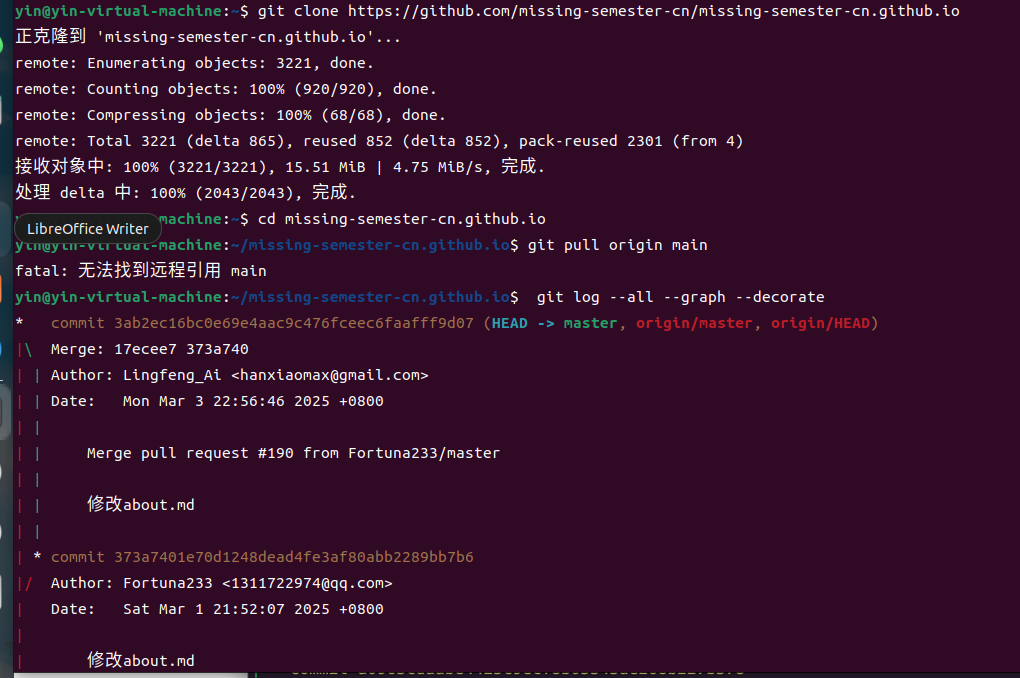 yin@yin-virtual-machine:~$ git clone https://github.com/missing-semester-cn/missing-semester-cn.github.io
正克隆到 'missing-semester-cn.github.io'...
remote: Enumerating objects: 3221, done.
remote: Counting objects: 100% (920/920), done.
remote: Compressing objects: 100% (68/68), done.
remote: Total 3221 (delta 865), reused 852 (delta 852), pack-reused 2301 (from 4)
接收对象中: 100% (3221/3221), 15.51 MiB | 4.75 MiB/s, 完成.
处理 delta 中: 100% (2043/2043), 完成.
machine:~$ cd missing-semester-cn.github.io
LibreOffice Writer
yin@yin-virtual-machine:~/missing-semester-cn.github.io$ git pull origin main
fatal: 无法找到远程引用 main
yin@yin-virtual-machine:~/missing-semester-cn.github.io$  git log --all --graph --decorate
*   commit 3ab2ec16bc0e69e4aac9c476fceec6faafff9d07 (HEAD -> master, origin/master, origin/HEAD)
|\  Merge: 17ecee7 373a740
| | Author: Lingfeng_Ai <hanxiaomax@gmail.com>
| | Date:   Mon Mar 3 22:56:46 2025 +0800
| |
| |     Merge pull request #190 from Fortuna233/master
| |
| |     修改about.md
| |
| * commit 373a7401e70d1248dead4fe3af80abb2289bb7b6
|/  Author: Fortuna233 <1311722974@qq.com>
|   Date:   Sat Mar 1 21:52:07 2025 +0800
|
|       修改about.md